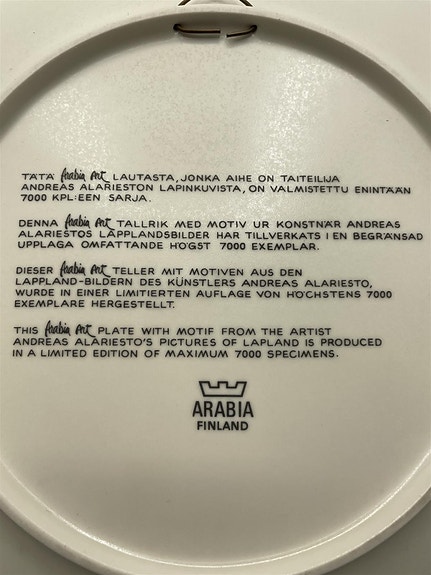 TÄTÄ Arabia Art LAUTASTA, JONKA AIHE ON TAITEILIJA
ANDREAS ALARIESTON LAPINKUVISTA, ON VALMISTETTU ENINTÄÄN
7000 KPL:EEN SARJA.
DENNA Arabia Art TALLRIK MED MOTIV UR KONSTNÄR ANDREAS
ALARIESTOS LAPPLANDSBILDER HAR TILLVERKATS I EN BEGRÄNSAD
UPPLAGA OMFATTANDE HÖGST 7000 EXEMPLAR.
DIESER Arabia Art TELLER MIT MOTIVEN AUS DEN
LAPPLAND-BILDERN DES KÜNSTLERS ANDREAS ALARIESTO,
WURDE IN EINER LIMITIERTEN AUFLAGE VON HÖCHSTENS 7000
EXEMPLARE HERGESTELLT.
THIS Arabia Art PLATE WITH MOTIF FROM THE ARTIST
ANDREAS ALARIESTO'S PICTURES OF LAPLAND IS PRODUCED
IN A LIMITED EDITION OF MAXIMUM 7000 SPECIMENS.
ARABIA
FINLAND